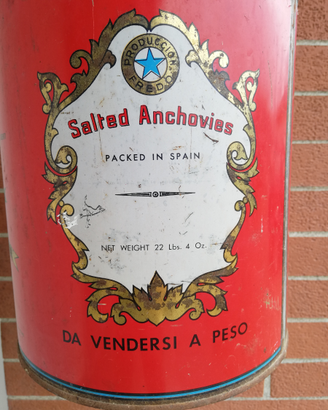 PRODUCCIONES
FREDO
Salted Anchovies
PACKED IN SPAIN
NET WEIGHT 22 Lbs. 4 Oz.
DA VENDERSI A PESO